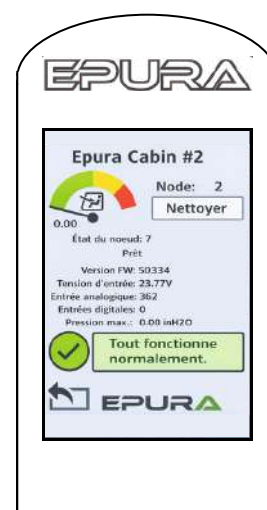 EPURA
Epura Cabin #2
Node: 2
Nettoyer
0.00
État du noeud: 7
Prêt
Version FW: 50334
Tension d'entrée: 23.77V
Entrée analogique: 362
Entrées digitales: 0
Pression max.: 0.00 inH2O
Tout fonctionne
normalement.
EPURA